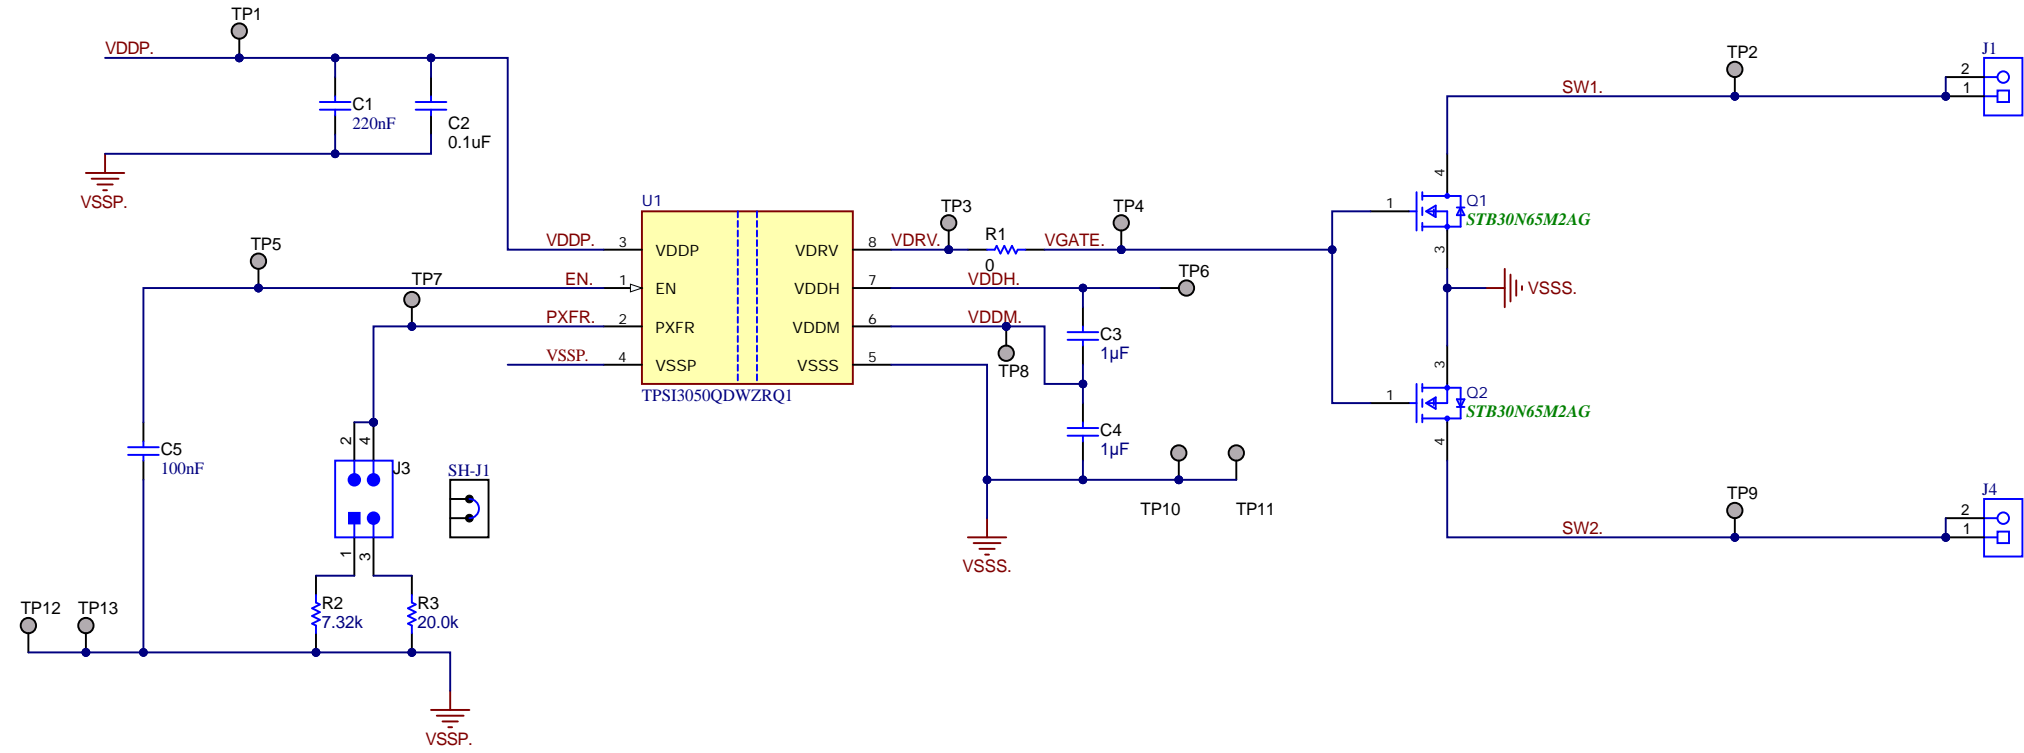 TP1
VDDP.
C1
220nF
C2
0.1uF
VSSP.
TP5
TP7
U1
VDDP.
3
VDDP
EN.
1
EN
PXFR.
2
PXFR
VSSP.
4
VSSP
VDRV
8
VDRV.
VDDH
7
VDDH.
VDDM
6
VDDM.
VSSS
5
TPSI3050QDWZRQ1
TP3
R1
0
VGATE.
TP4
TP6
TP8
C3
1µF
C4
1µF
TP10
TP11
VSSS.
SW1.
TP2
J1
2
1
4
1
Q1
STB30N65M2AG
3
VSSS.
3
1
Q2
STB30N65M2AG
4
SW2.
TP9
J4
2
1
C5
100nF
2
4
J3
1
3
SH-J1
R2
7.32k
R3
20.0k
TP12
TP13
VSSP.